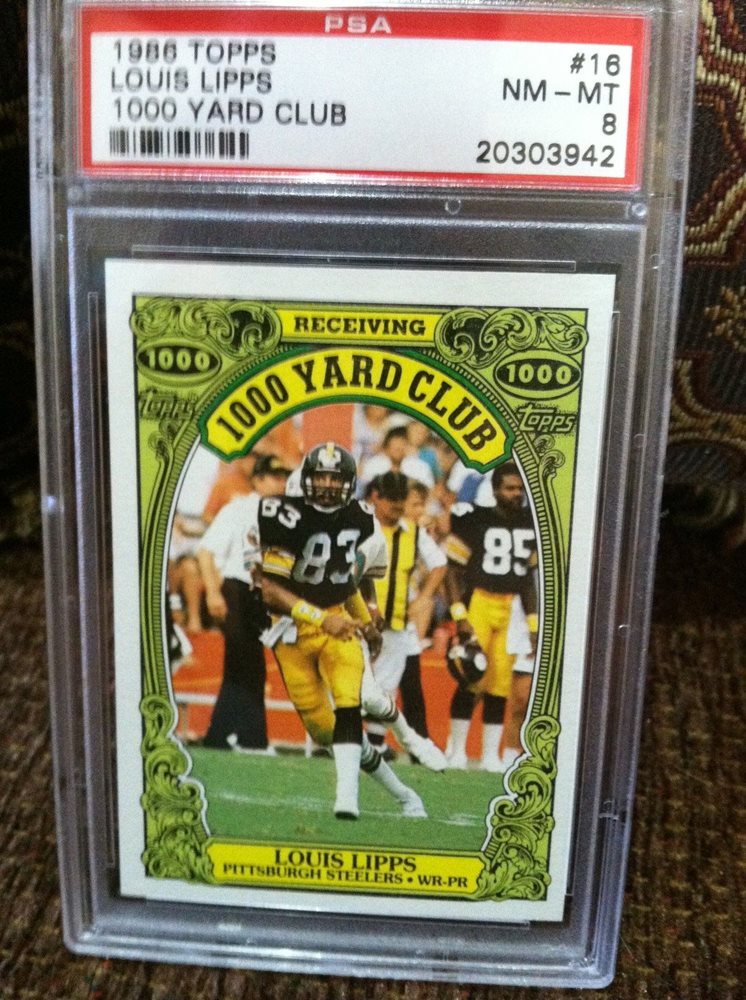 PSA
1986 TOPPS #16
LOUIS LIPPS NM - MT
1000 YARD CLUB 8
20303942
RECEIVING
1000 1000
1000 YARD CLUB
Topps Topps
83 83
85
LOUIS LIPPS
PITTSBURGH STEELERS • WR-PR